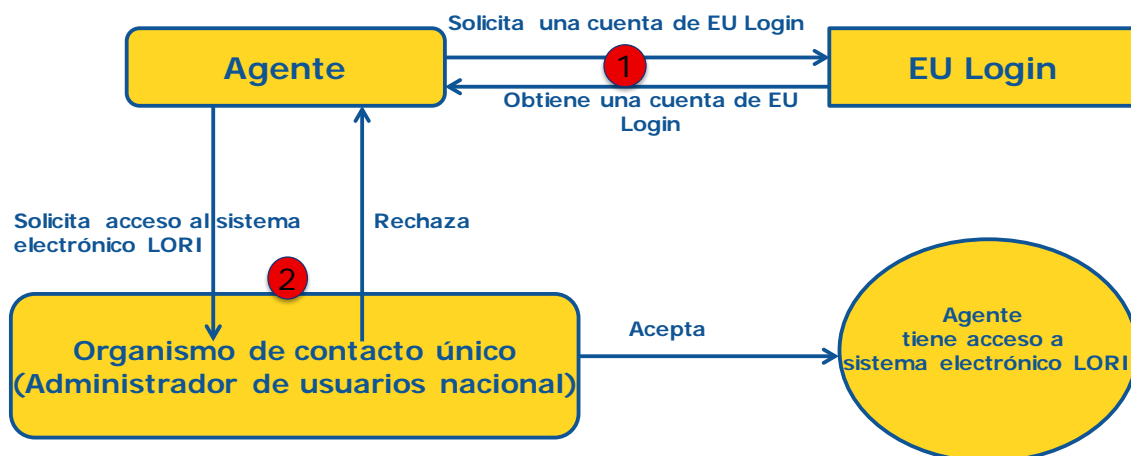 Solicita una cuenta de EU Login
Agente
1
EU Login
Obtiene una cuenta de EU
Login
Solicita acceso al sistema
electrónico LORI
Rechaza
2
Organismo de contacto único
(Administrador de usuarios nacional)
Acepta
Agente
tiene acceso a
sistema electrónico LORI